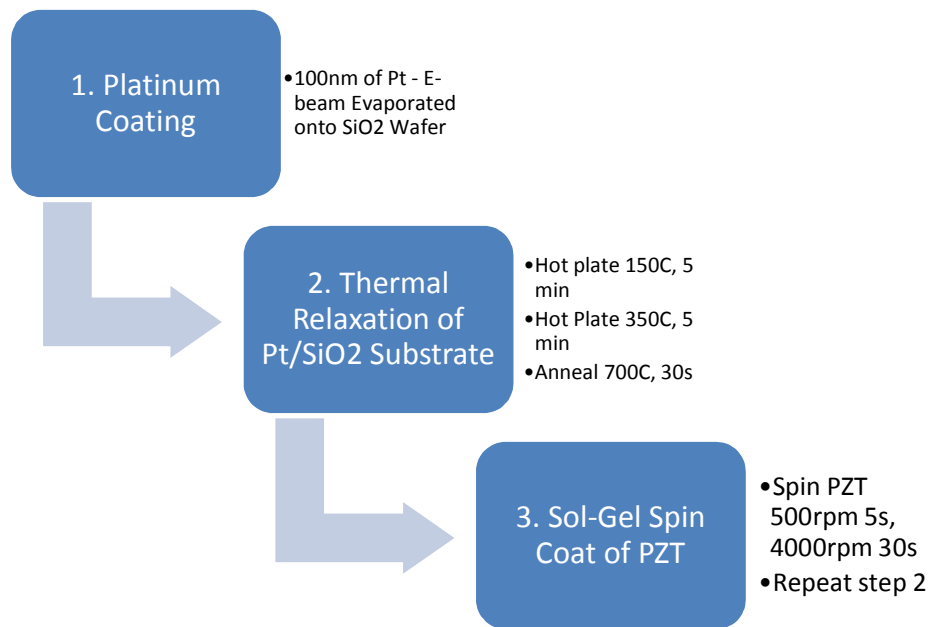 1. Platinum
Coating
•100nm of Pt - E-
beam Evaporated
onto SiO2 Wafer
2. Thermal
Relaxation of
Pt/SiO2 Substrate
•Hot plate 150C, 5
min
•Hot Plate 350C, 5
min
•Anneal 700C, 30s
3. Sol-Gel Spin
Coat of PZT
•Spin PZT
500rpm 5s,
4000rpm 30s
•Repeat step 2